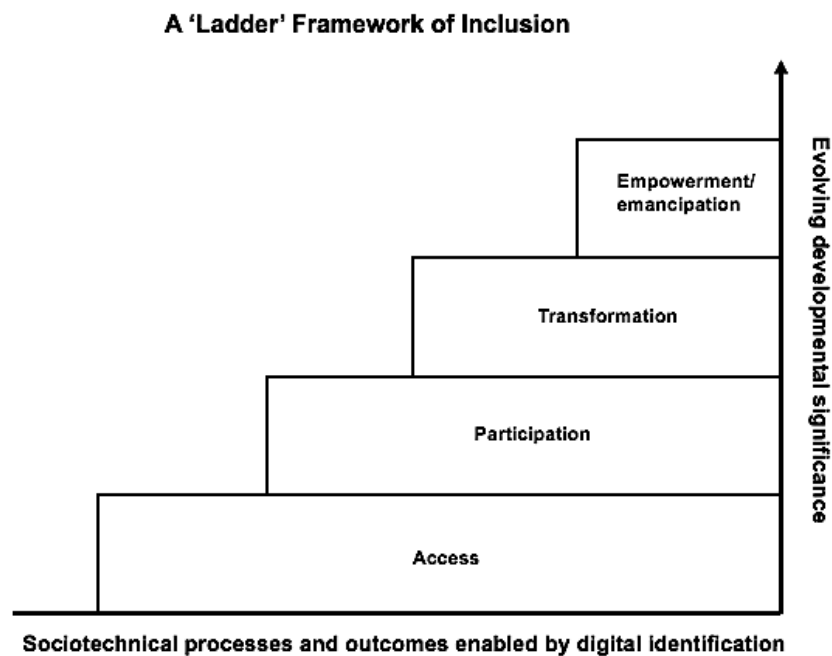 A ‘Ladder’ Framework of Inclusion
Empowerment/
emancipation
Transformation
Participation
Access
Evolving developmental significance
Sociotechnical processes and outcomes enabled by digital identification